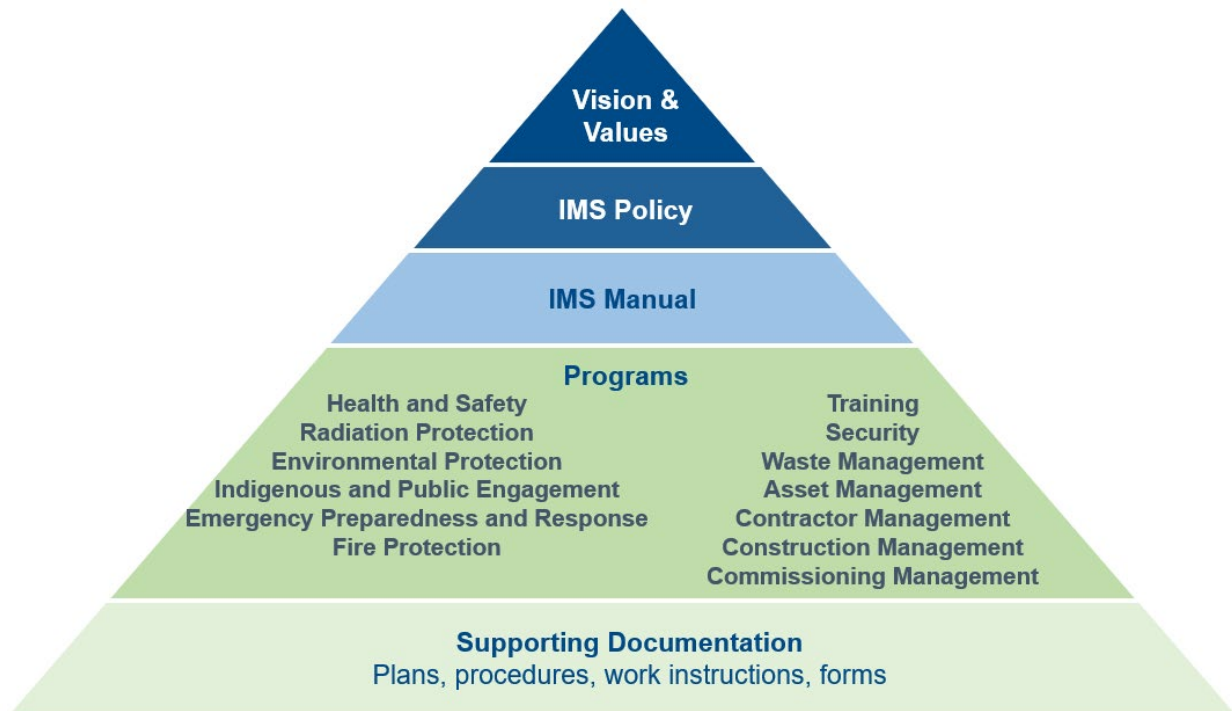 Vision &
Values
IMS Policy
IMS Manual
Programs
Health and Safety
Radiation Protection
Environmental Protection
Indigenous and Public Engagement
Emergency Preparedness and Response
Fire Protection
Training
Security
Waste Management
Asset Management
Contractor Management
Construction Management
Commissioning Management
Supporting Documentation
Plans, procedures, work instructions, forms